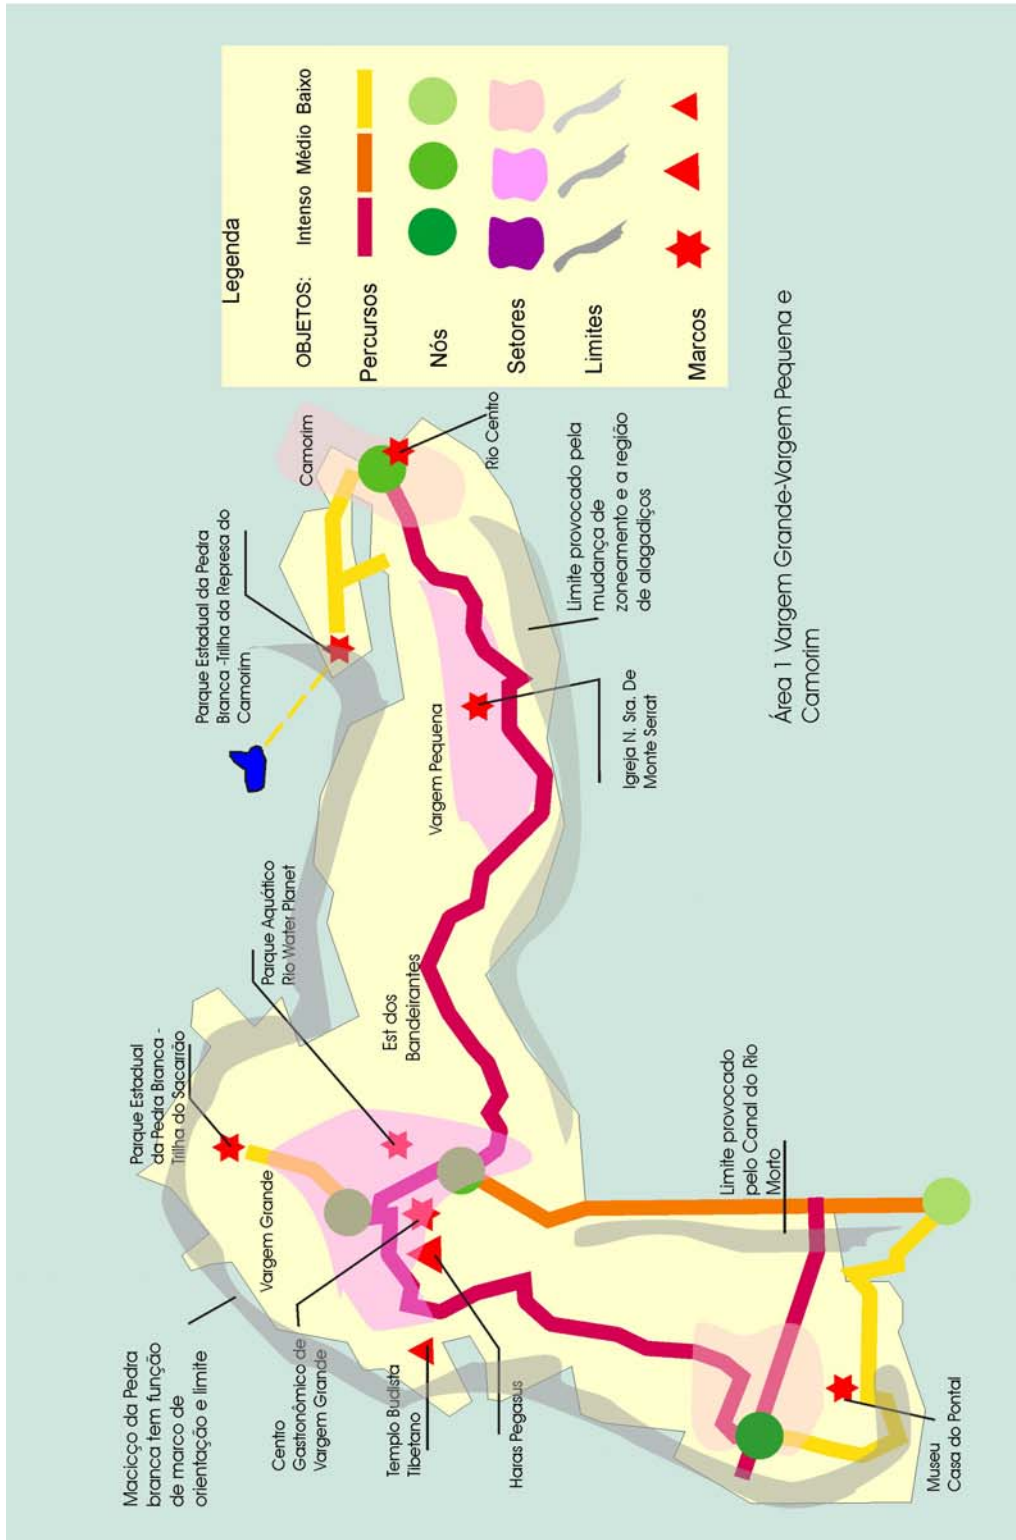 Legenda
OBJETOS:
Intenso Médio Baixo
Percursos
Nós
Setores
Limites
Marcos
Macicço da Pedra
branca tem função
de marco de
orientação e limite
Parque Estadual
da Pedra Branca -
Trilha do Sacarrão
Parque Aquático
Rio Water Planet
Parque Estadual da Pedra
Branca -Trilha da Represa do
Camorim
Camorim
Rio Centro
Vargem Grande
Centro
Gastronômico de
Vargem Grande
Templo Budista
Tibetano
Haras Pegasus
Est dos
Bandeirantes
Vargem Pequena
Igreja N. Sra. De
Monte Serrat
Limite provocado pela
mudança de
zoneamento e a região
de alagadiços
Limite provocado
pelo Canal do Rio
Morto
Museu
Casa do Pontal
Área 1 Vargem Grande-Vargem Pequena e
Camorim